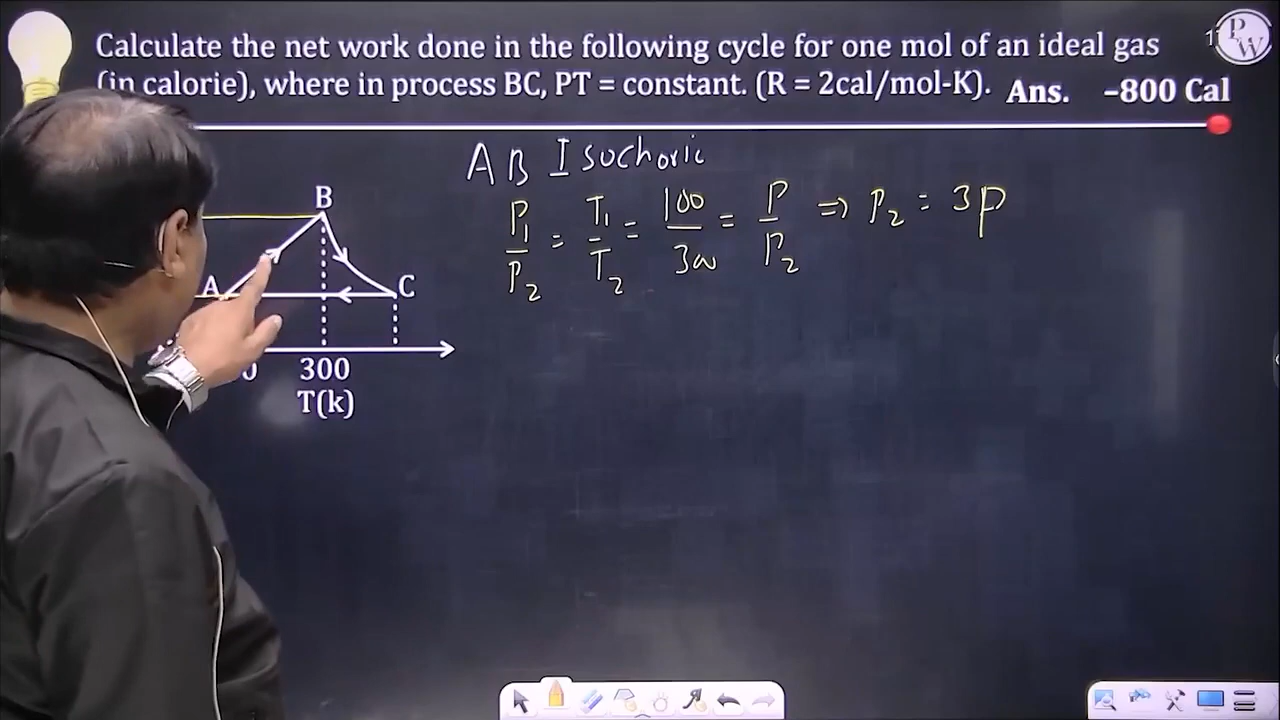 Calculate the net work done in the following cycle for one mol of an ideal gas
(in calorie), where in process BC, PT = constant. (R = 2cal/mol-K). Ans. -800 Cal
PW
A B Isochoric
P₁/P₂ = T₁/T₂ = 100/300 = P/P₂ ⇒ P₂ = 3P
B
A
C
0
300
T(k)